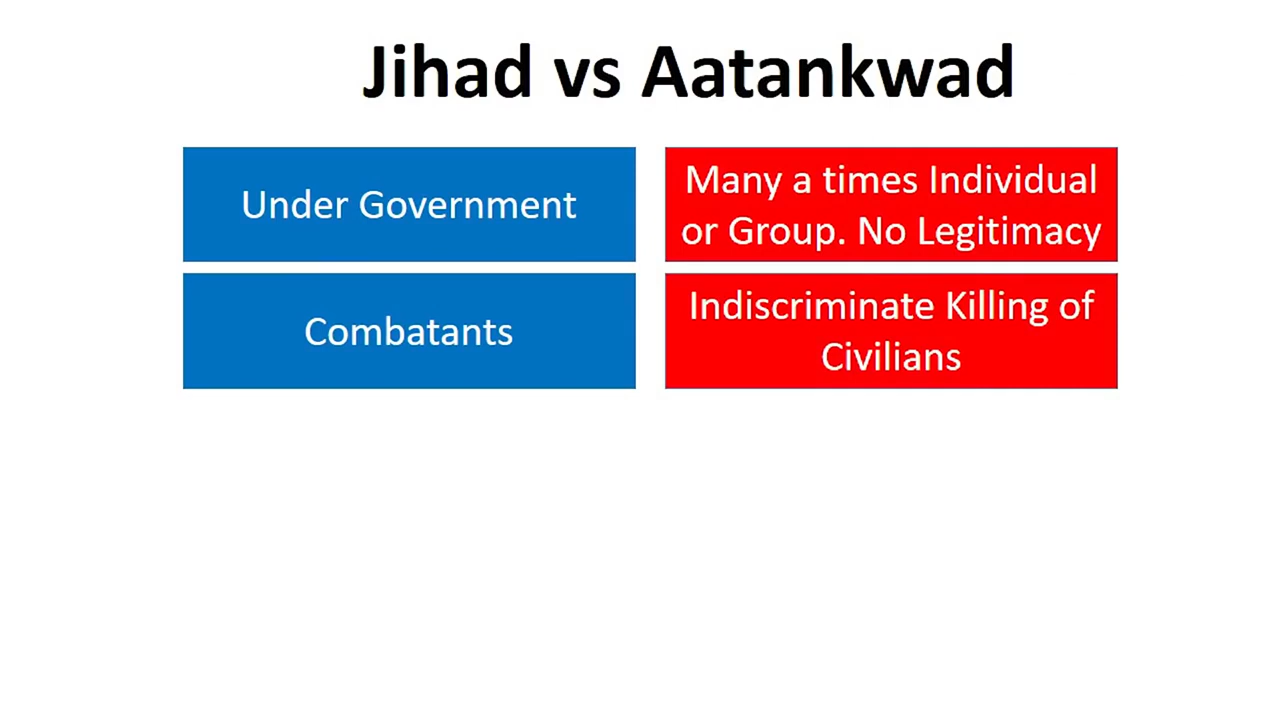 Jihad vs Aatankwad
Under Government
Many a times Individual
or Group. No Legitimacy
Combatants
Indiscriminate Killing of
Civilians